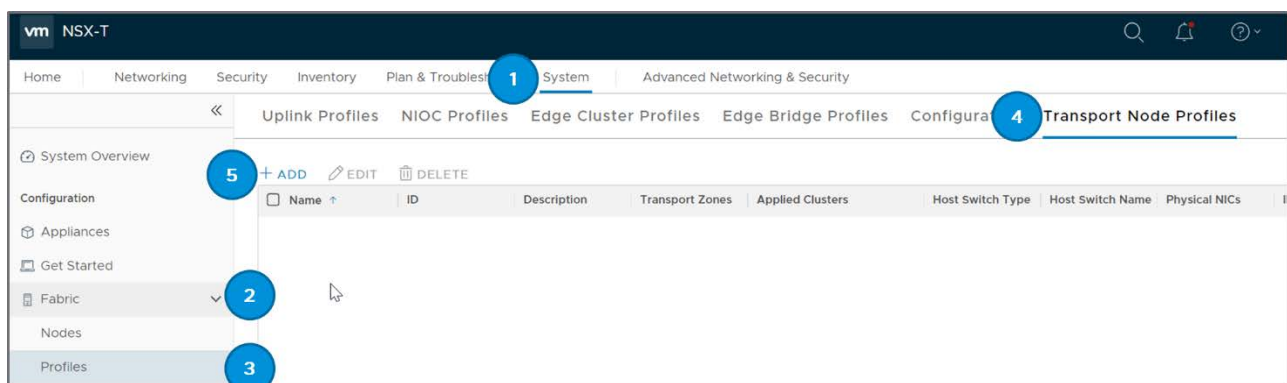 vm NSX-T
Home Networking Security Inventory Plan & Troublesh 1 System Advanced Networking & Security
Uplink Profiles NIOC Profiles Edge Cluster Profiles Edge Bridge Profiles Configurat 4 Transport Node Profiles
System Overview
5 + ADD EDIT DELETE
Configuration
Name ↑ ID Description Transport Zones Applied Clusters Host Switch Type Host Switch Name Physical NICs
Appliances
Get Started
Fabric 2
Nodes
Profiles 3